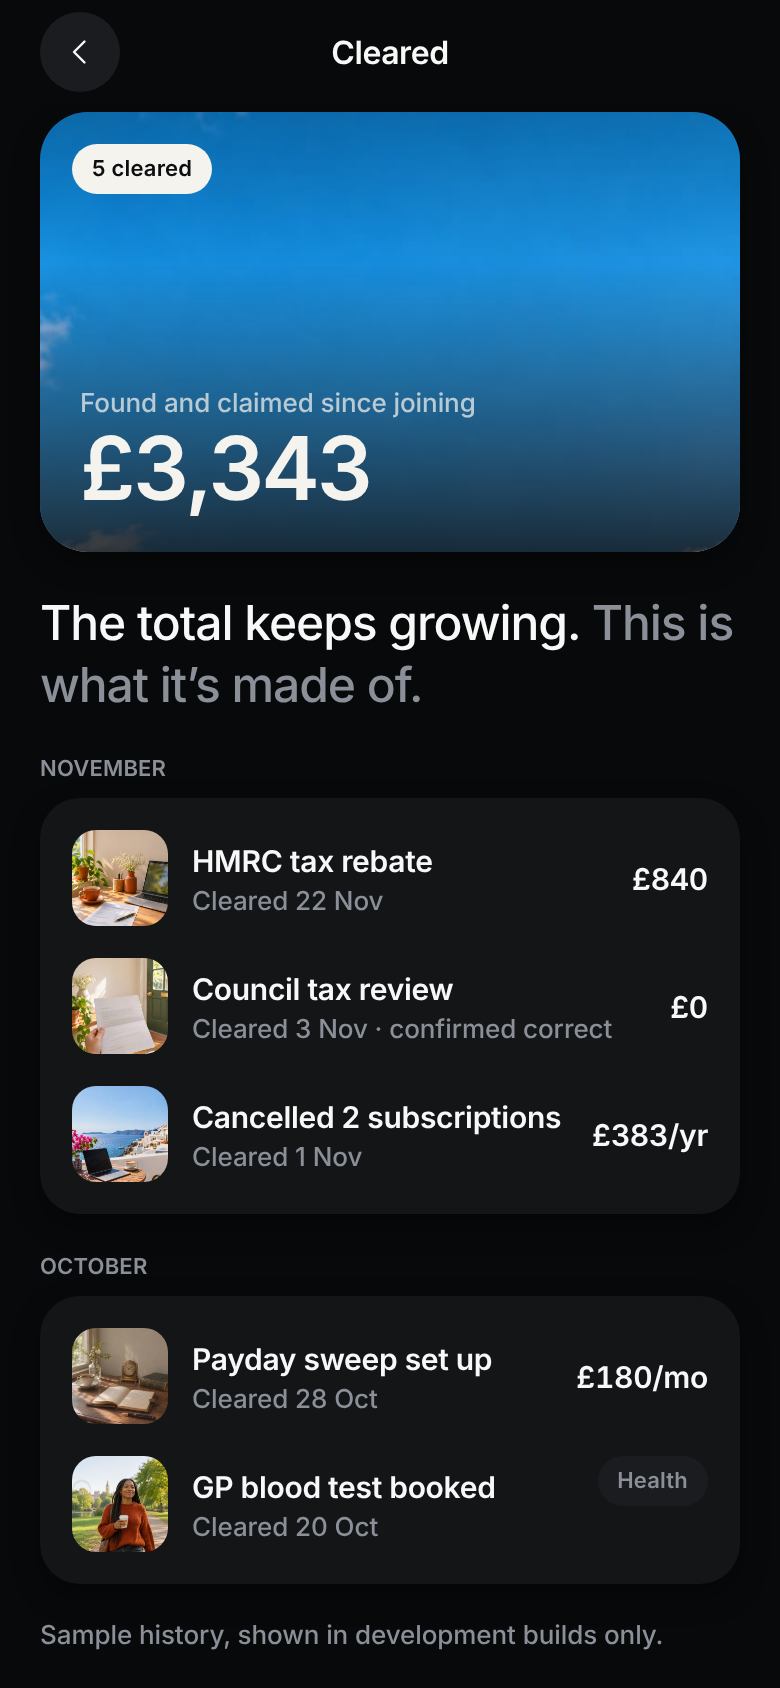 Cleared
5 cleared
Found and claimed since joining
£3,343
The total keeps growing. This is
what it’s made of.
NOVEMBER
HMRC tax rebate
Cleared 22 Nov
£840
Council tax review
Cleared 3 Nov · confirmed correct
£0
Cancelled 2 subscriptions
Cleared 1 Nov
£383/yr
OCTOBER
Payday sweep set up
Cleared 28 Oct
£180/mo
GP blood test booked
Cleared 20 Oct
Health
Sample history, shown in development builds only.